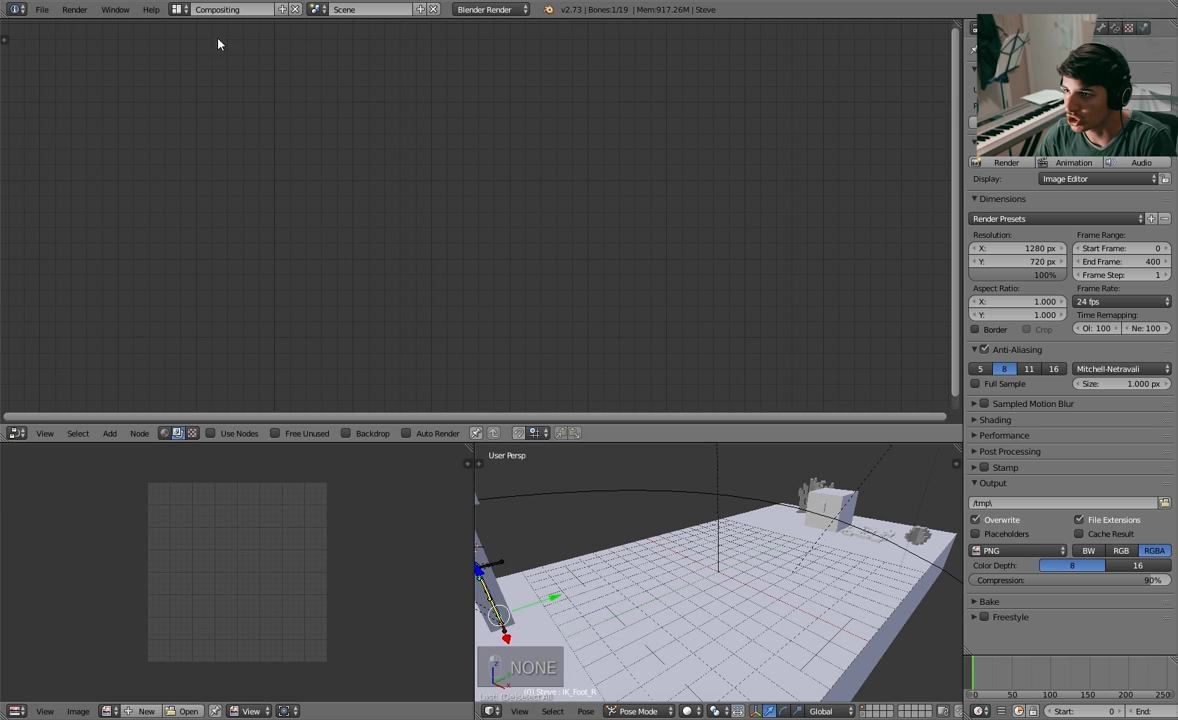 File Render Window Help Compositing Scene Blender Render v2.73 | Bones:1/19 | Mem:917.26M | Steve
Render Animation Audio
Display: Image Editor
Dimensions
Render Presets
Resolution: Frame Range:
X: 1280 px Start Frame: 0
Y: 720 px End Frame: 400
100% Frame Step: 1
Aspect Ratio: Frame Rate:
X: 1.000 24 fps
Y: 1.000 Time Remapping:
Border Crop Ol: 100 Ne: 100
Anti-Aliasing
5 8 11 16 Mitchell-Netravali
Full Sample Size: 1.000 px
Sampled Motion Blur
Shading
Performance
Post Processing
Stamp
Output
/tmp\
Overwrite File Extensions
Placeholders Cache Result
PNG BW RGB RGBA
Color Depth: 8 16
Compression: 90%
Bake
Freestyle
View Select Add Node Use Nodes Free Unused Backdrop Auto Render
User Persp
NONE
(0) Steve : IK_Foot_R
View Image New Open View
View Select Pose Pose Mode Global
0 50 100 150 200 250
Start: 0 End: